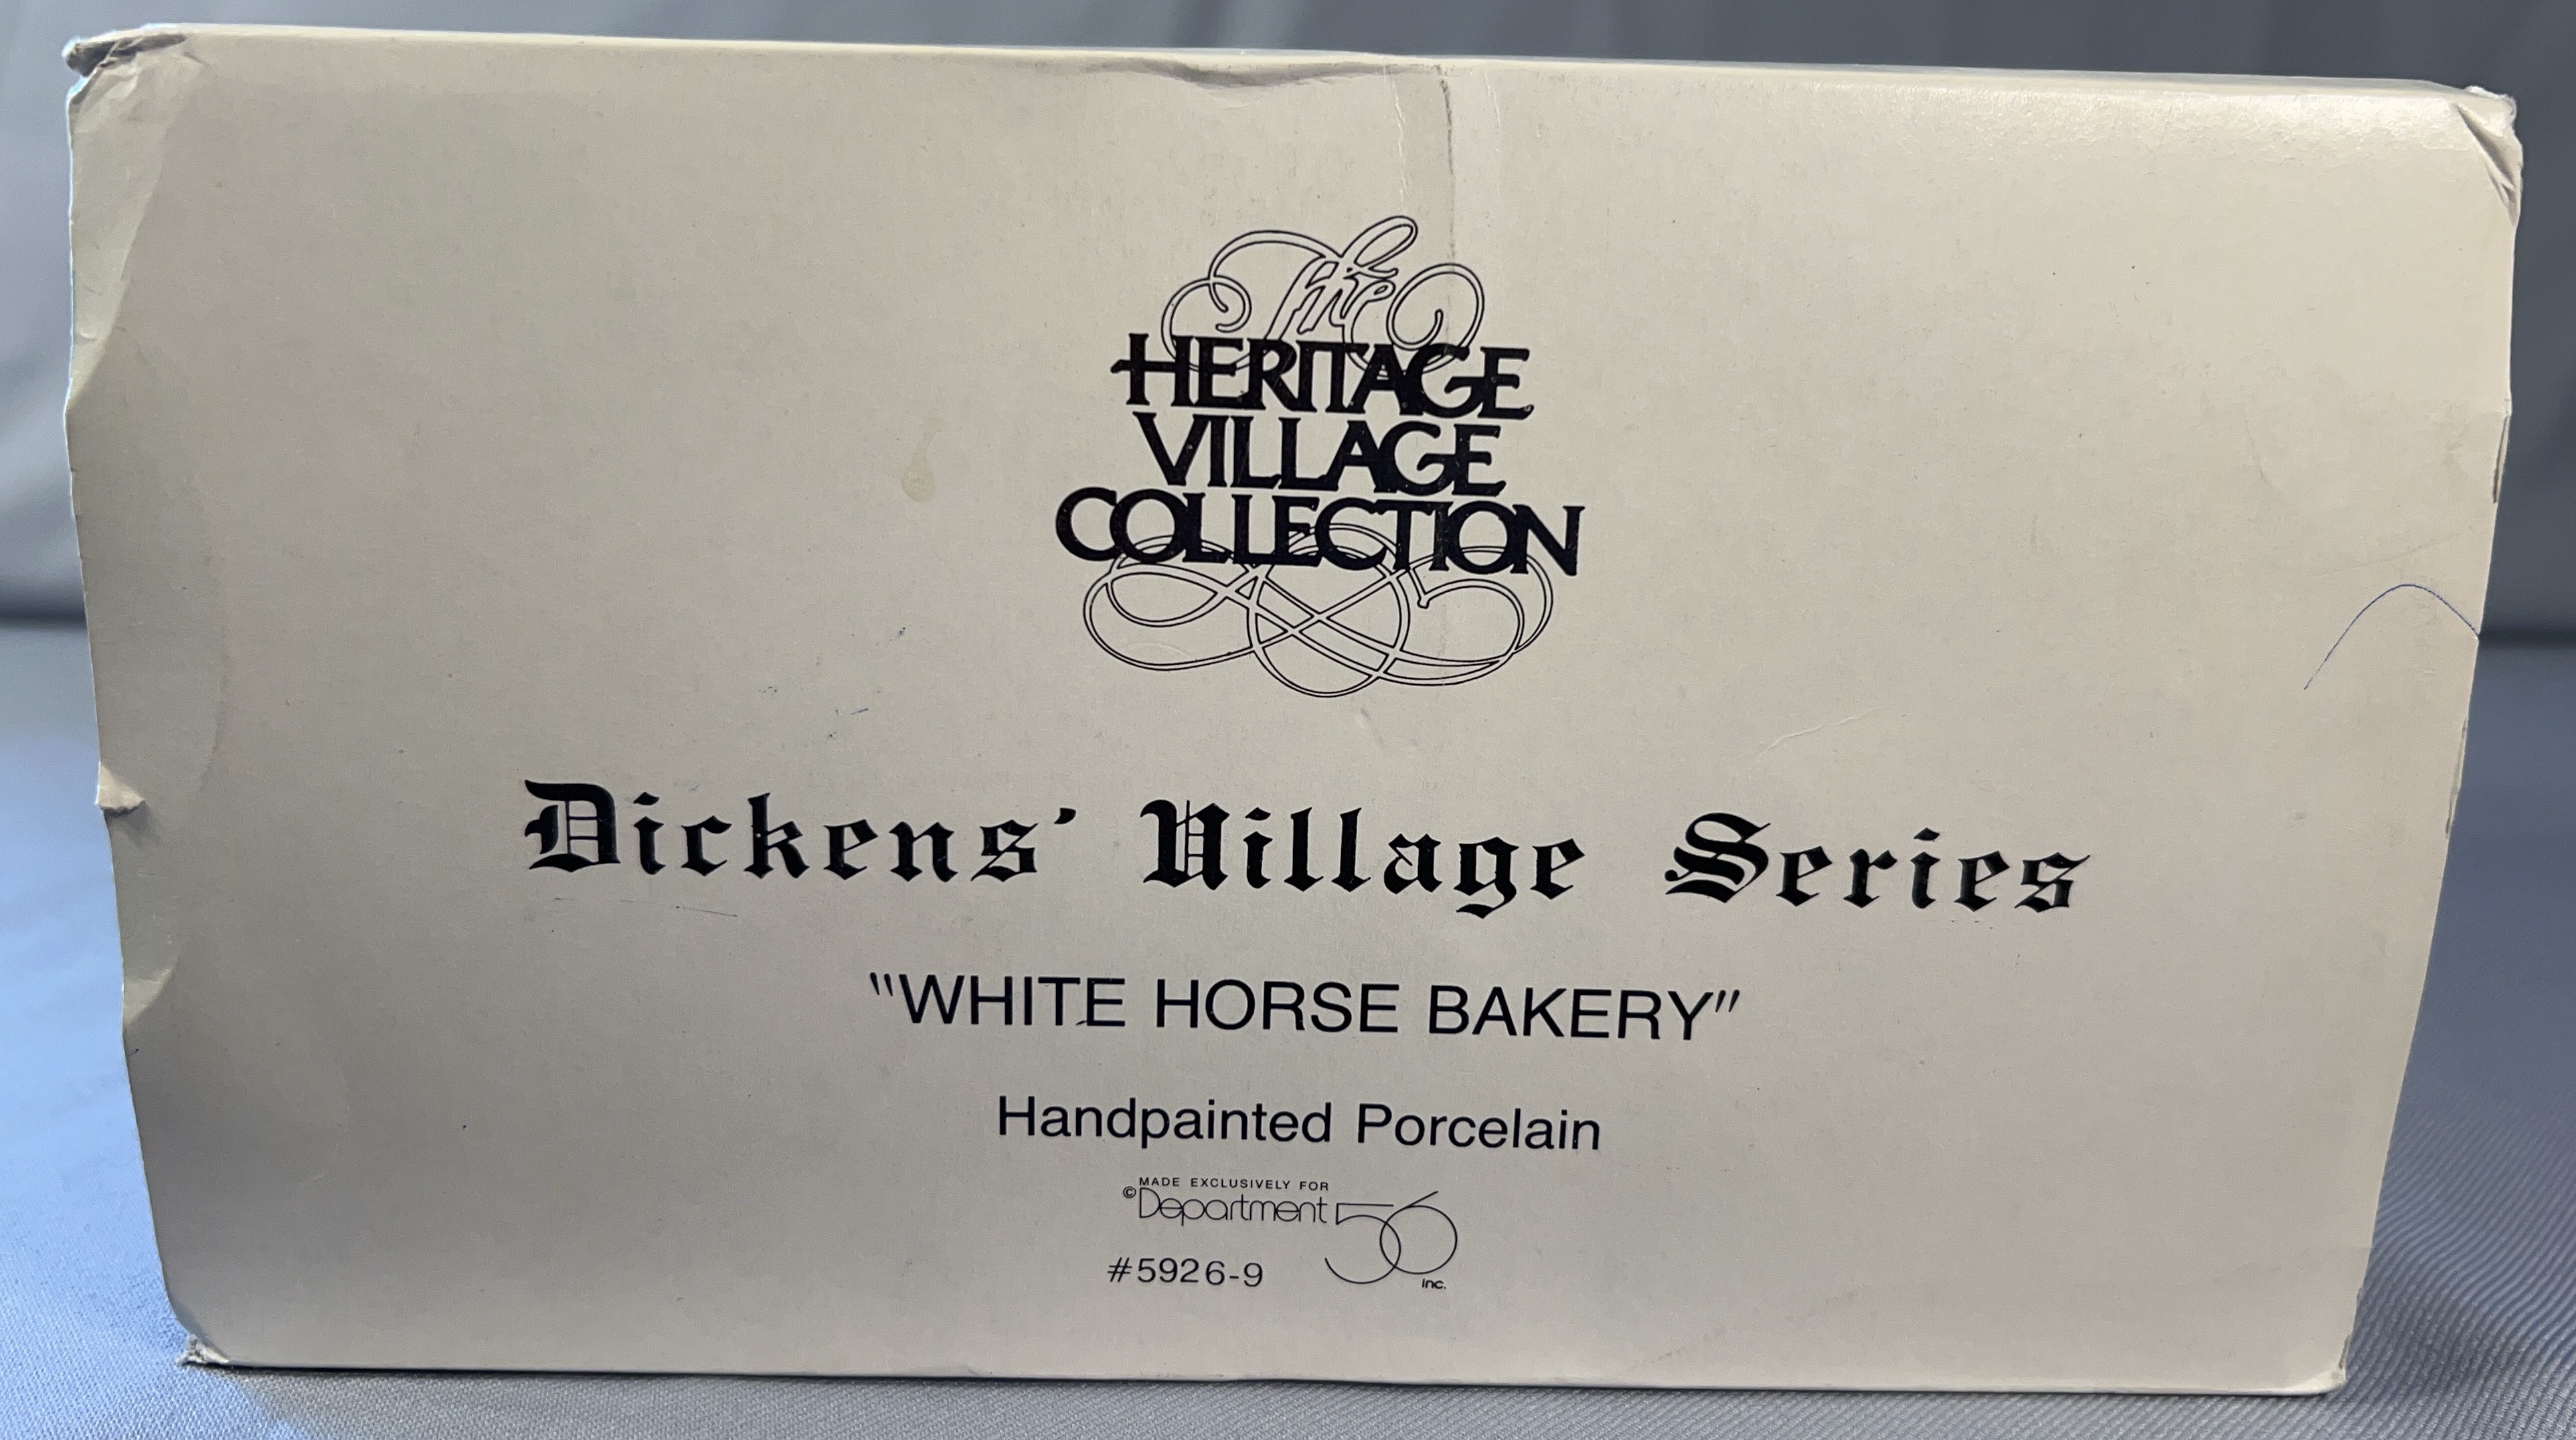 The
HERITAGE
VILLAGE
COLLECTION
Dickens' Village Series
"WHITE HORSE BAKERY"
Handpainted Porcelain
MADE EXCLUSIVELY FOR
©Department 56 inc.
#5926-9